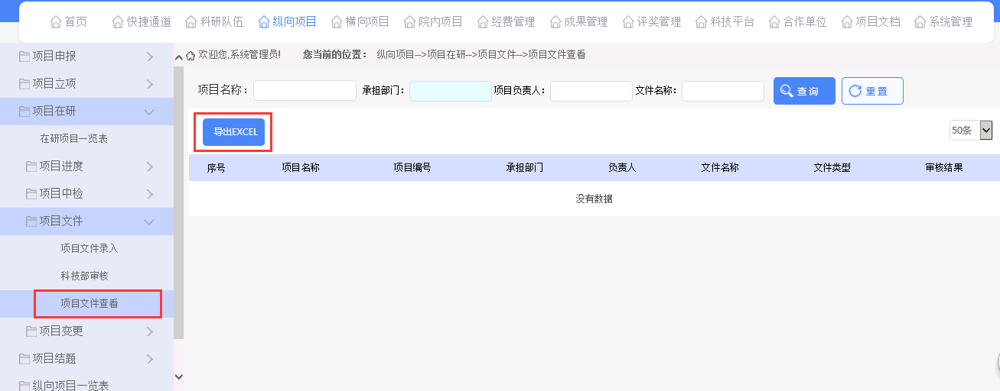 首页 快捷通道 科研队伍 纵向项目 横向项目 院内项目 经费管理 成果管理 评奖管理 科技平台 合作单位 项目文档 系统管理
项目申报
项目立项
项目在研
在研项目一览表
项目进度
项目中检
项目文件
项目文件录入
科技部审核
项目文件查看
项目变更
项目结题
纵向项目一览表
欢迎您,系统管理员! 您当前的位置： 纵向项目-->项目在研-->项目文件-->项目文件查看
项目名称： 承担部门： 项目负责人： 文件名称： 查询 重置
导出EXCEL
50条
序号 项目名称 项目编号 承担部门 负责人 文件名称 文件类型 审核结果
没有数据